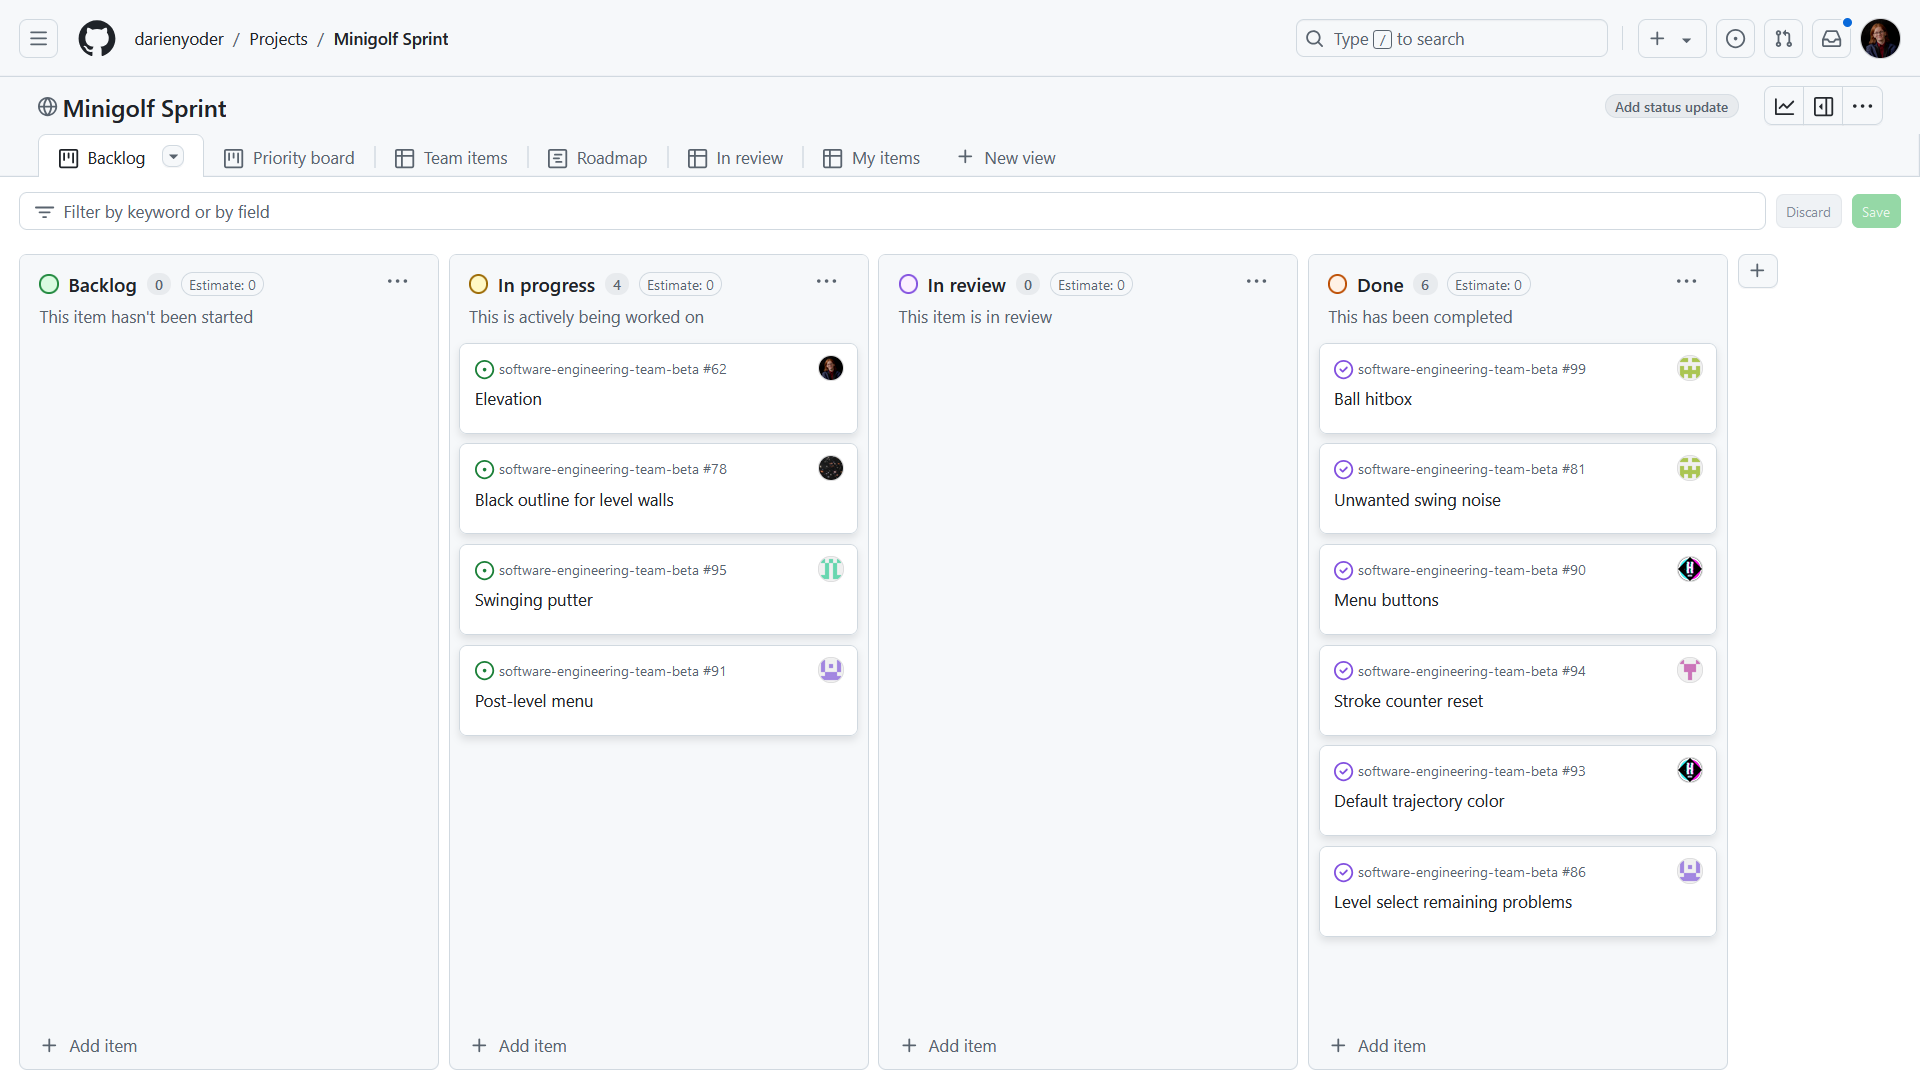 darienyoder / Projects / Minigolf Sprint
Type / to search
Minigolf Sprint
Add status update
Backlog
Priority board
Team items
Roadmap
In review
My items
New view
Filter by keyword or by field
Discard
Save
Backlog 0 Estimate: 0
This item hasn't been started
Add item
In progress 4 Estimate: 0
This is actively being worked on
software-engineering-team-beta #62
Elevation
software-engineering-team-beta #78
Black outline for level walls
software-engineering-team-beta #95
Swinging putter
software-engineering-team-beta #91
Post-level menu
Add item
In review 0 Estimate: 0
This item is in review
Add item
Done 6 Estimate: 0
This has been completed
software-engineering-team-beta #99
Ball hitbox
software-engineering-team-beta #81
Unwanted swing noise
software-engineering-team-beta #90
Menu buttons
software-engineering-team-beta #94
Stroke counter reset
software-engineering-team-beta #93
Default trajectory color
software-engineering-team-beta #86
Level select remaining problems
Add item